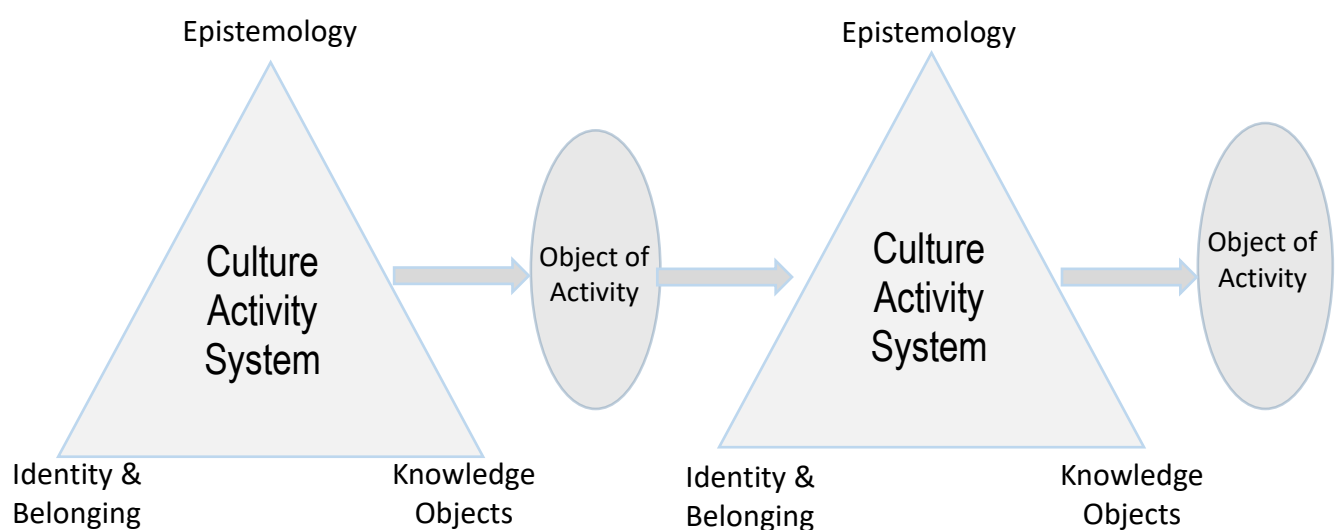 Epistemology
Culture
Activity
System
Identity &
Belonging
Knowledge
Objects
Object of
Activity
Epistemology
Culture
Activity
System
Identity &
Belonging
Knowledge
Objects
Object of
Activity